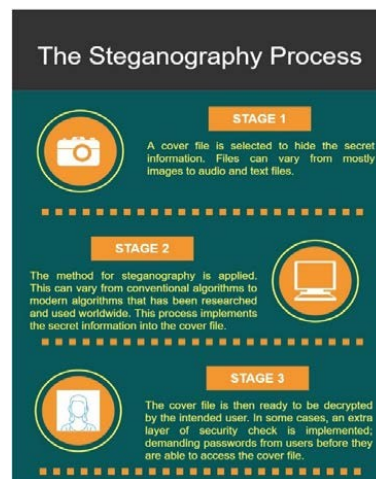 The Steganography Process
STAGE 1
A cover file is selected to hide the secret
information. Files can vary from mostly
images to audio and text files.
STAGE 2
The method for steganography is applied.
This can vary from conventional algorithms to
modern algorithms that has been researched
and used worldwide. This process implements
the secret information into the cover file.
STAGE 3
The cover file is then ready to be decrypted
by the intended user. In some cases, an extra
layer of security check is implemented;
demanding passwords from users before they
are able to access the cover file.